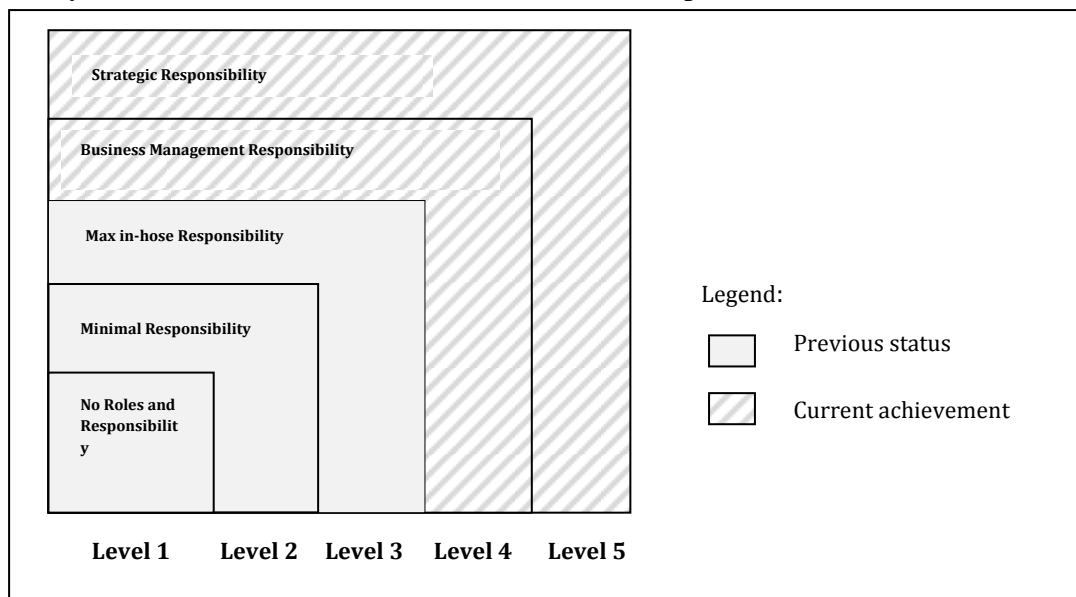 Strategic Responsibility
Business Management Responsibility
Max in-hose Responsibility
Minimal Responsibility
No Roles and
Responsibilit
y
Legend:
Previous status
Current achievement
Level 1 Level 2 Level 3 Level 4 Level 5